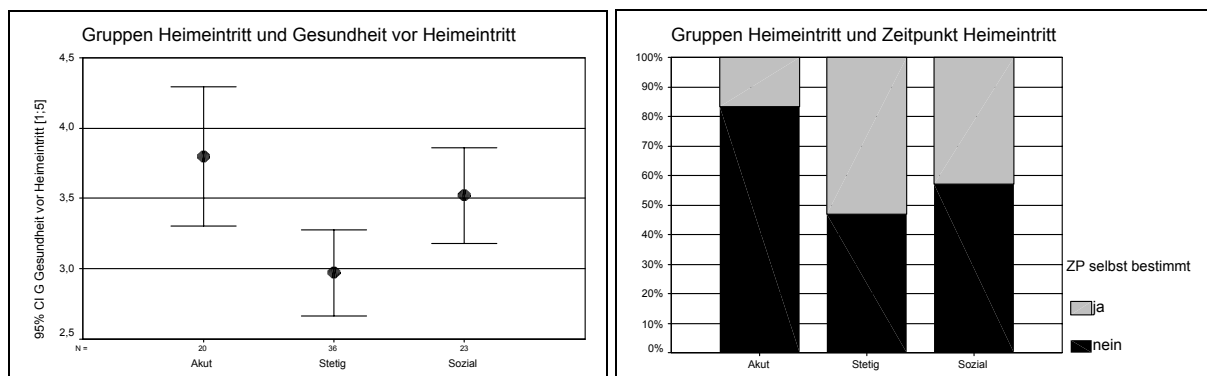 Gruppen Heimeintritt und Gesundheit vor Heimeintritt
95% CI G Gesundheit vor Heimeintritt [1;5]
4,5
4,0
3,5
3,0
2,5
N =
20
36
23
Akut
Stetig
Sozial
Gruppen Heimeintritt und Zeitpunkt Heimeintritt
100%
90%
80%
70%
60%
50%
40%
30%
20%
10%
0%
Akut
Stetig
Sozial
ZP selbst bestimmt
ja
nein